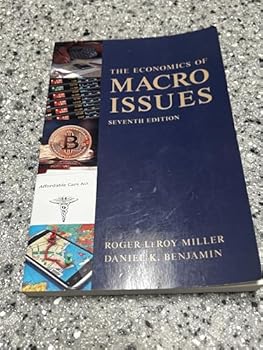 THE ECONOMICS OF
MACRO
ISSUES
SEVENTH EDITION
Affordable Care Act
ROGER LEROY MILLER
DANIEL K. BENJAMIN